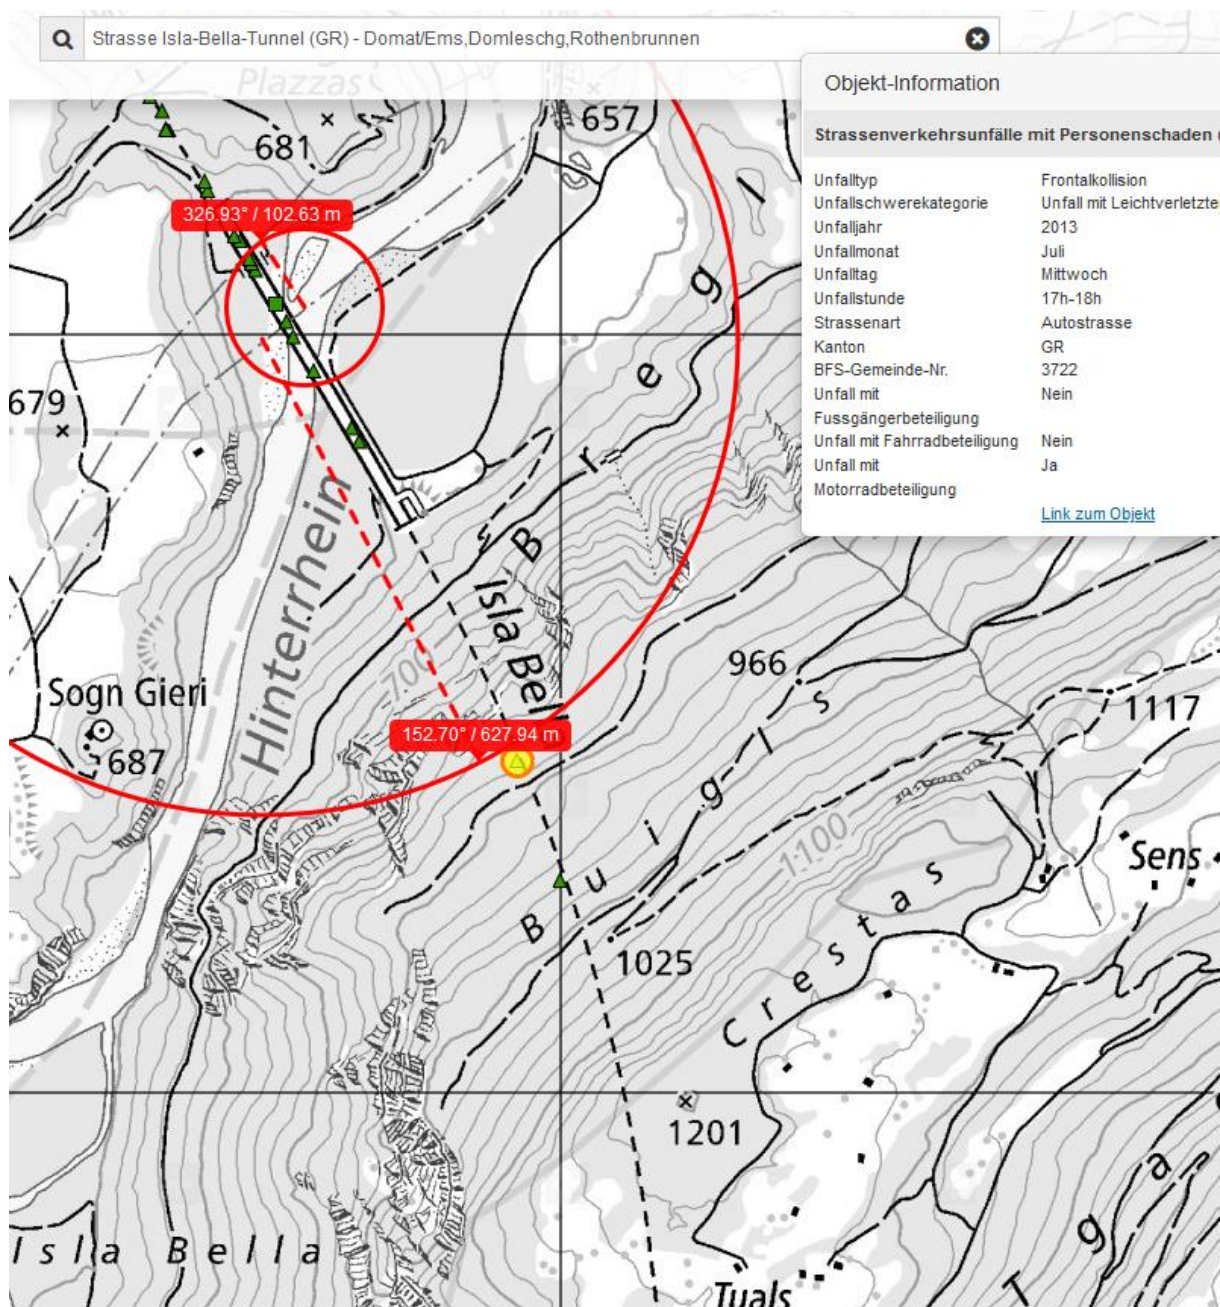 Strasse Isla-Bella-Tunnel (GR) - Domat/Ems,Domleschg,Rothenbrunnen
Plazzas
Objekt-Information
Strassenverkehrsunfälle mit Personenschaden
Unfalltyp Frontalkollision
Unfallschwerekategorie Unfall mit Leichtverletzte
Unfalljahr 2013
Unfallmonat Juli
Unfalltag Mittwoch
Unfallstunde 17h-18h
Strassenart Autostrasse
Kanton GR
BFS-Gemeinde-Nr. 3722
Unfall mit Nein
Fussgängerbeteiligung
Unfall mit Fahrradbeteiligung Nein
Unfall mit Ja
Motorradbeteiligung
Link zum Objekt
657
681
326.93° / 102.63 m
679
Bregl
Hinterrhein
Isla Bell
700
Sogn Gieri
687
966
1117
152.70° / 627.94 m
Buigls
1100
Sens
Crestas
1025
1201
Isla Bella
Tuals
T g a